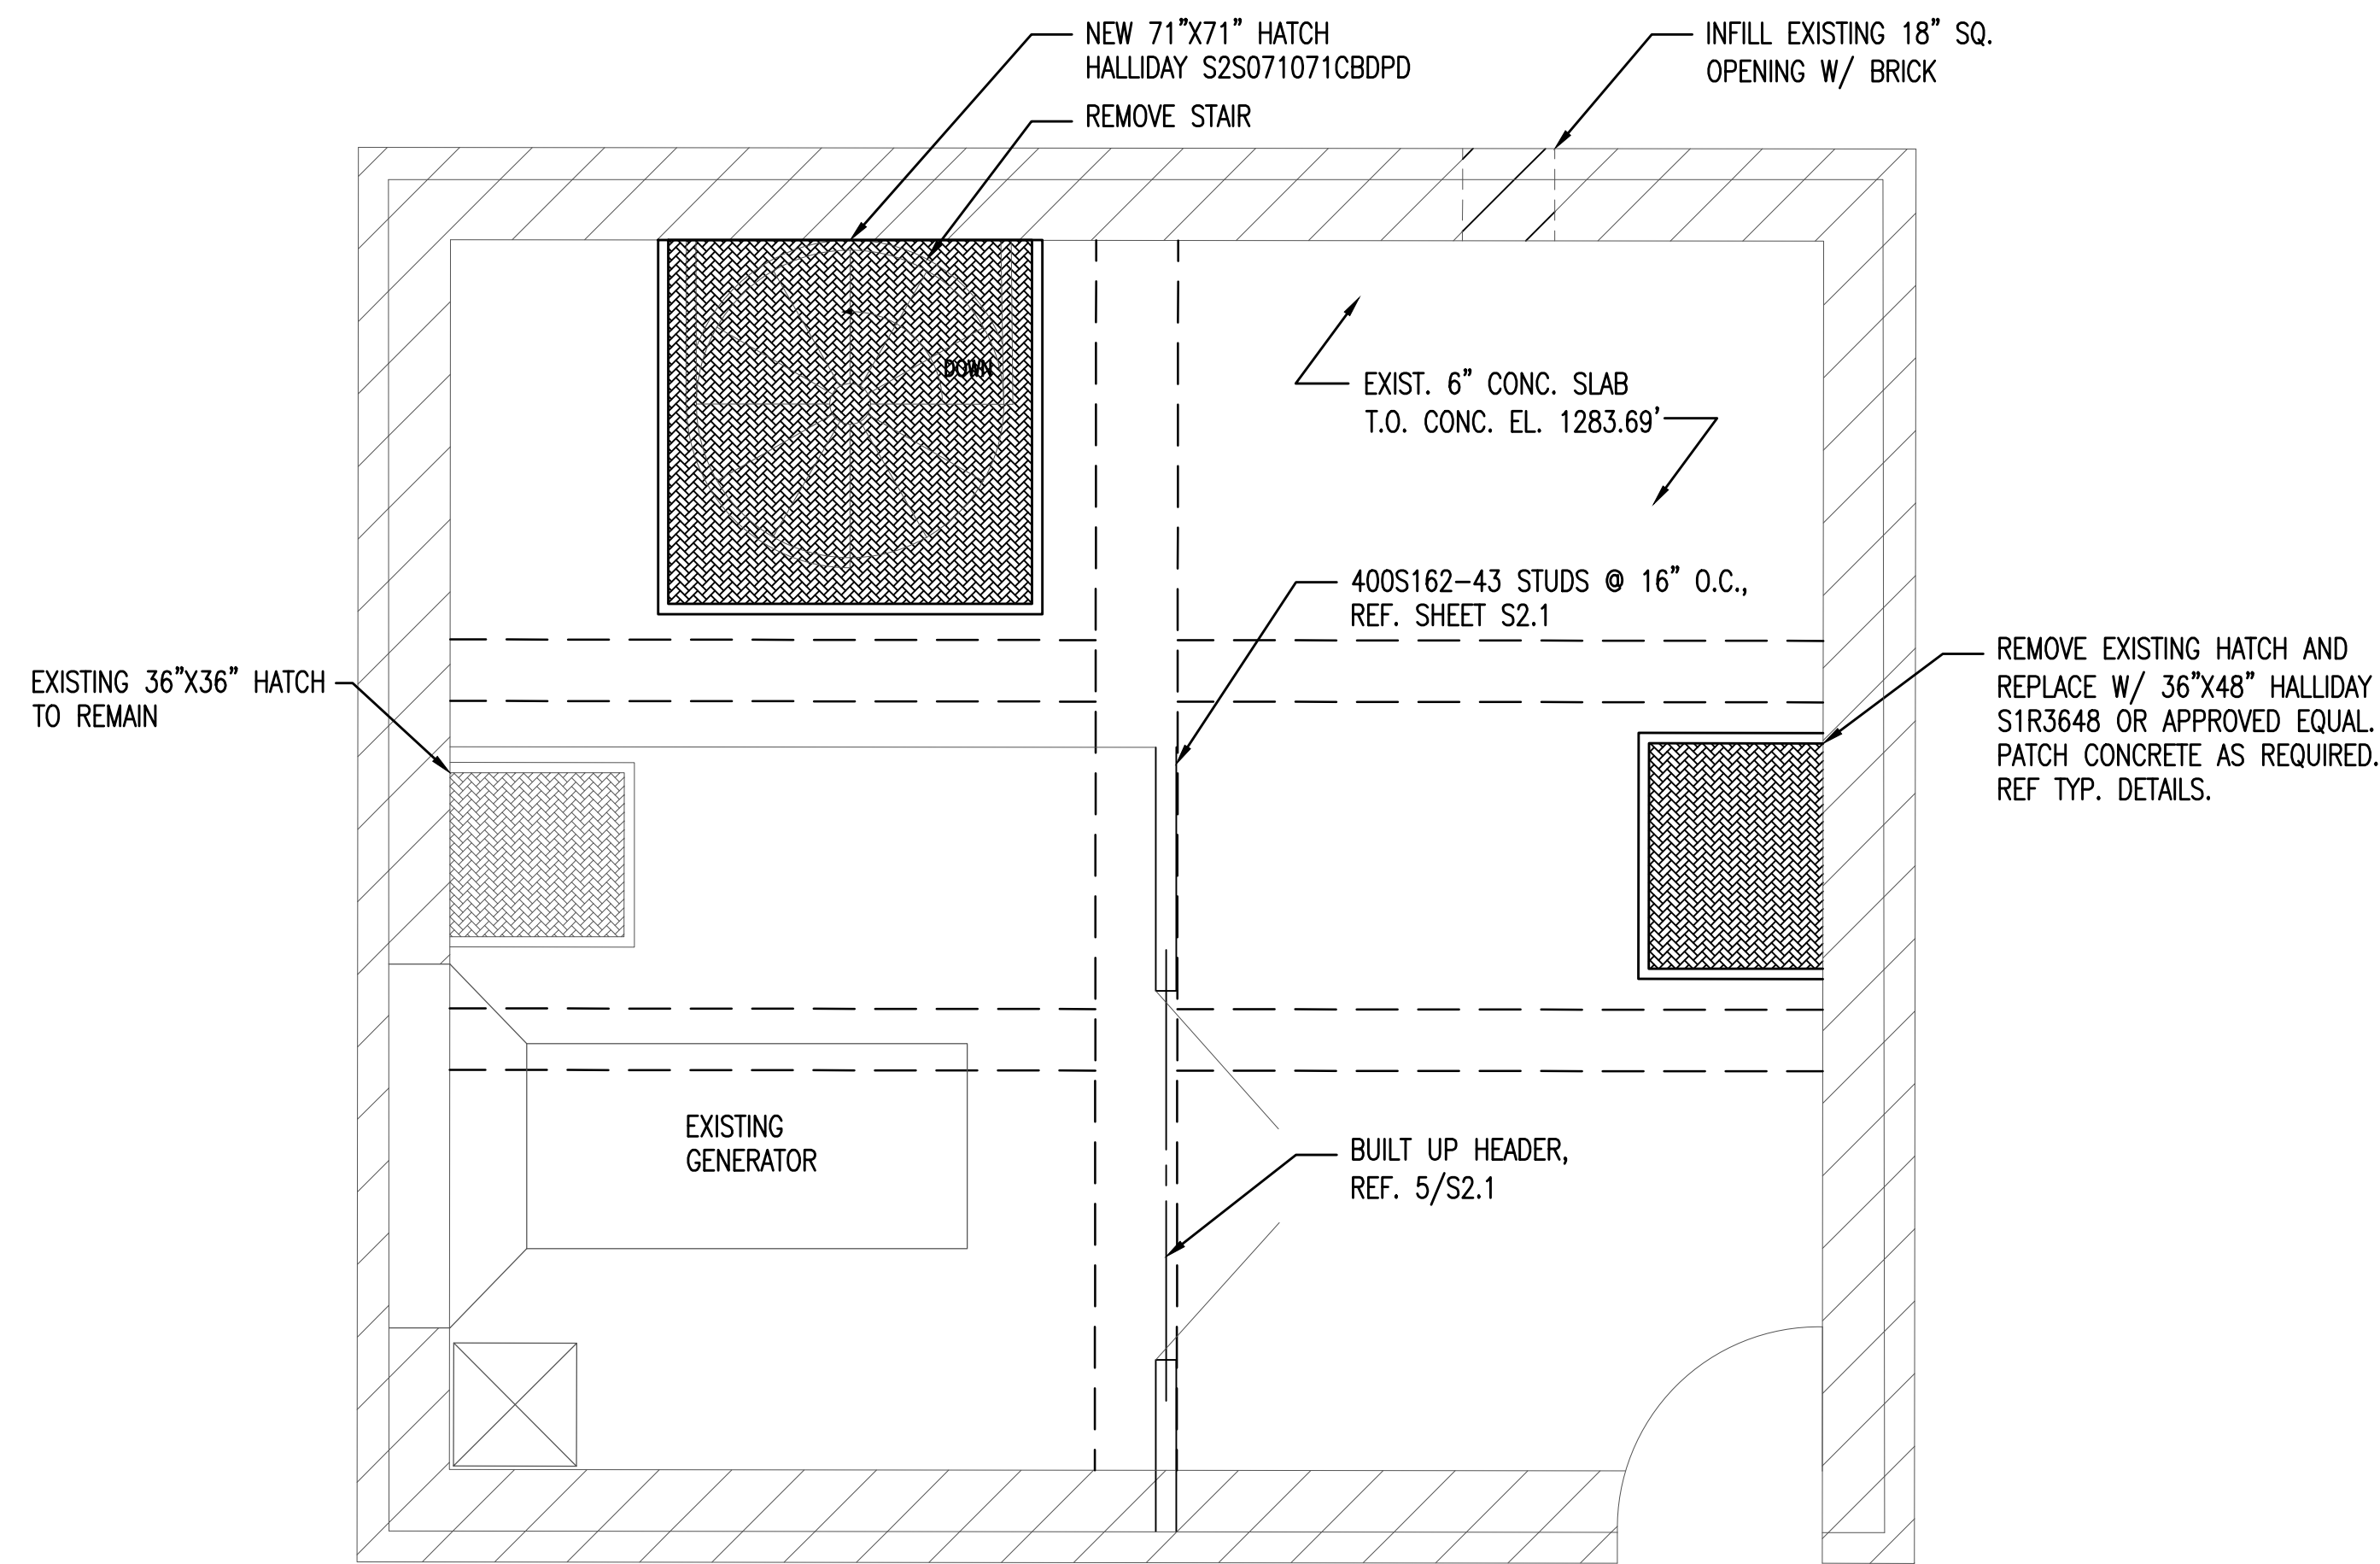 NEW 71"X71" HATCH
HALLIDAY S2S071071CBDPD
REMOVE STAIR
INFILL EXISTING 18" SQ.
OPENING W/ BRICK
DOWN
EXIST. 6" CONC. SLAB
T.O. CONC. EL. 1283.69'
400S162-43 STUDS @ 16" O.C.,
REF. SHEET S2.1
EXISTING 36"X36" HATCH
TO REMAIN
REMOVE EXISTING HATCH AND
REPLACE W/ 36"X48" HALLIDAY
S1R3648 OR APPROVED EQUAL.
PATCH CONCRETE AS REQUIRED.
REF TYP. DETAILS.
EXISTING
GENERATOR
BUILT UP HEADER,
REF. 5/S2.1